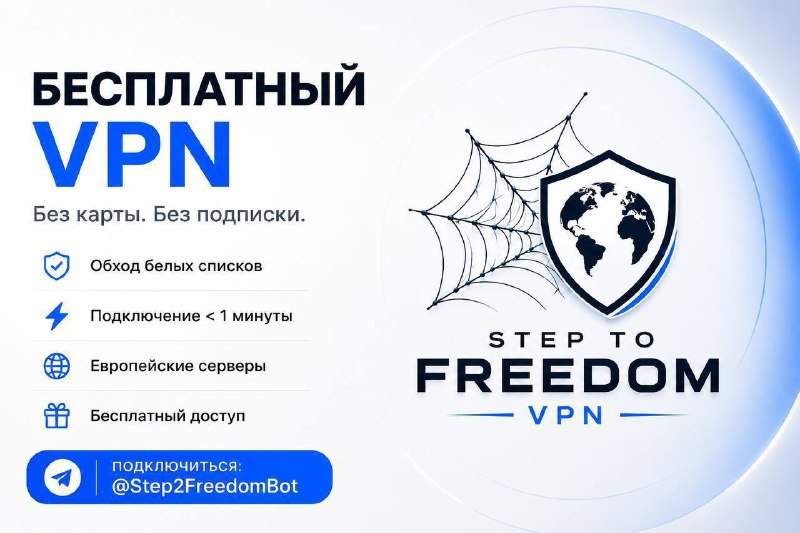 БЕСПЛАТНЫЙ
VPN
Без карты. Без подписки.
Обход белых списков
Подключение < 1 минуты
Европейские серверы
Бесплатный доступ
ПОДКЛЮЧИТЬСЯ:
@Step2FreedomBot
STEP TO
FREEDOM
VPN